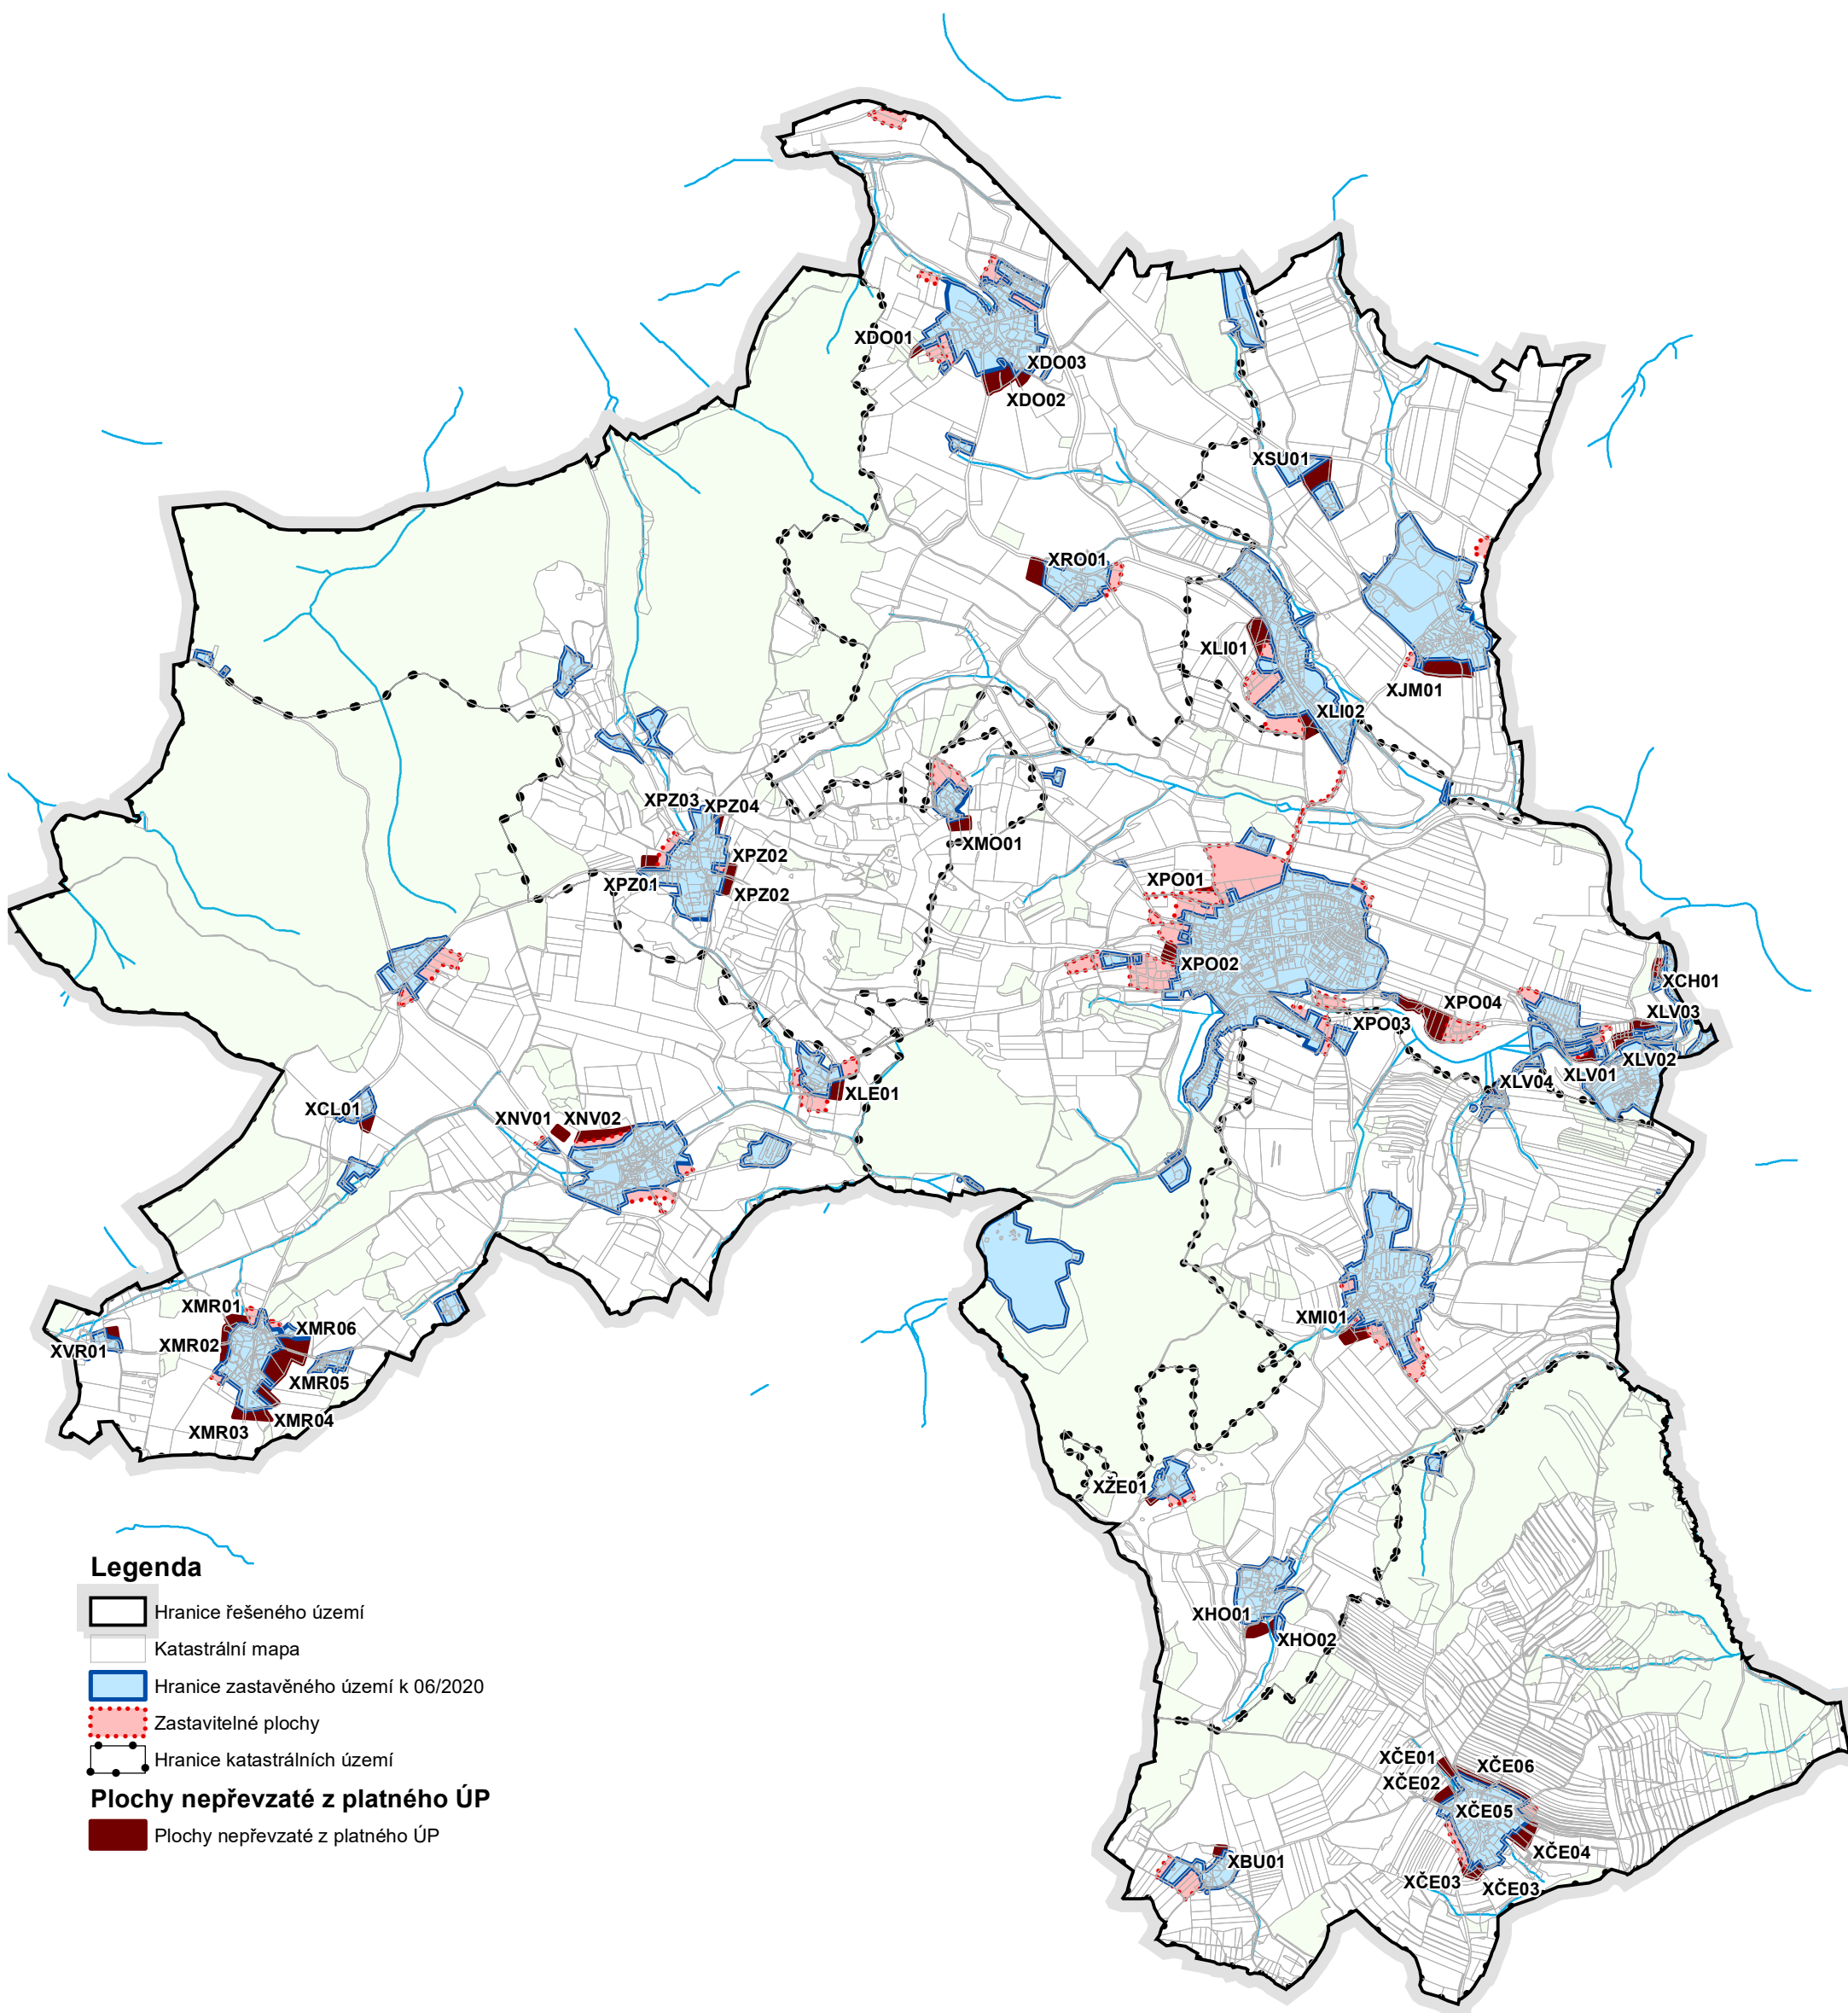 XDO01
XDO03
XDO02
XSU01
XRO01
XLI01
XJM01
XLI02
XPZ03
XPZ04
XMO01
XPZ02
XPZ01
XPZ02
XPO01
XPO02
XCH01
XPO04
XLV03
XPO03
XLV02
XLV01
XLV04
XLE01
XCL01
XNV01
XNV02
XMR01
XMR06
XMR02
XVR01
XMR05
XMR04
XMR03
XMI01
XŽE01
XHO01
XHO02
XČE01
XČE06
XČE02
XČE05
XČE04
XBU01
XČE03
XČE03
Legenda
Hranice řešeného území
Katastrální mapa
Hranice zastavěného území k 06/2020
Zastavitelné plochy
Hranice katastrálních území
Plochy nepřevzaté z platného ÚP
Plochy nepřevzaté z platného ÚP